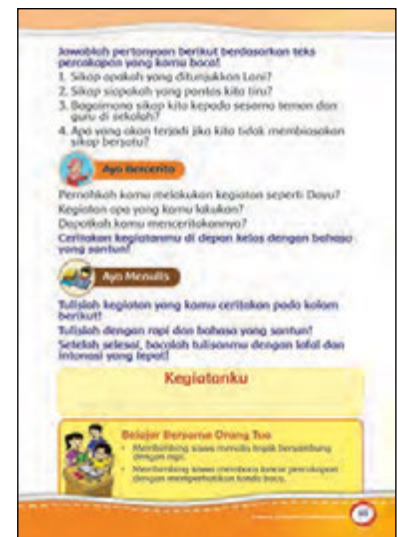 Jawablah pertanyaan berikut berdasarkan teks
percakapan yang kamu baca!
1. Sikap apakah yang ditunjukkan Lani?
2. Sikap siapakah yang pantas kita tiru?
3. Bagaimana sikap kita kepada sesama teman dan
guru di sekolah?
4. Apa yang akan terjadi jika kita tidak membiasakan
sikap bersatu?
Ayo Bercerita
Pernahkah kamu melakukan kegiatan seperti Dayu?
Kegiatan apa yang kamu lakukan?
Dapatkah kamu menceritakannya?
Ceritakan kegiatanmu di depan kelas dengan bahasa
yang santun!
Ayo Menulis
Tulislah kegiatan yang kamu ceritakan pada kolom
berikut!
Tulislah dengan rapi dan bahasa yang santun!
Setelah selesai, bacalah tulisanmu dengan lafal dan
intonasi yang tepat!
Kegiatanku
Belajar Bersama Orang Tua
• Membimbing siswa menulis tegak bersambung
dengan rapi.
• Membimbing siswa membaca lancar percakapan
dengan memperhatikan tanda baca.